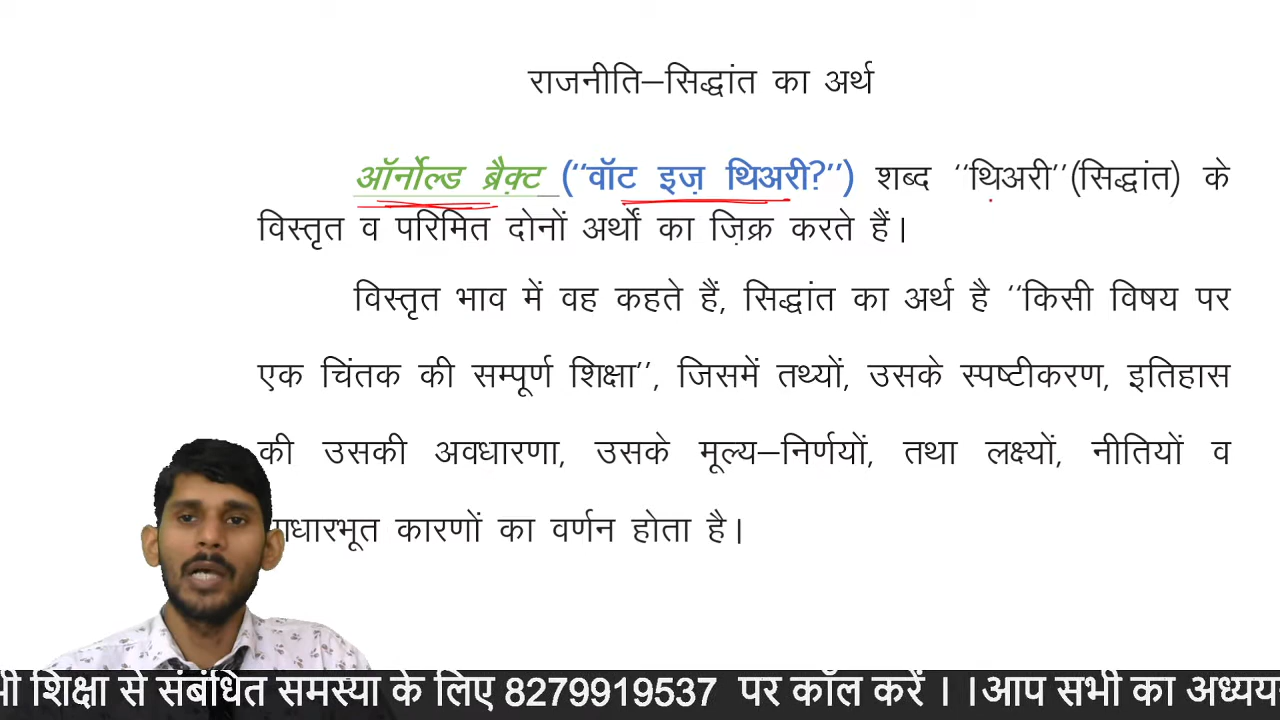 राजनीति–सिद्धांत का अर्थ
ऑर्नोल्ड ब्रैक़्ट (‘‘वॉट इज़ थिअरी?’’) शब्द ‘‘थिअरी’’(सिद्धांत) के
विस्तृत व परिमित दोनों अर्थों का ज़िक्र करते हैं।
विस्तृत भाव में वह कहते हैं, सिद्धांत का अर्थ है ‘‘किसी विषय पर
एक चिंतक की सम्पूर्ण शिक्षा’’, जिसमें तथ्यों, उसके स्पष्टीकरण, इतिहास
की उसकी अवधारणा, उसके मूल्य–निर्णयों, तथा लक्ष्यों, नीतियों व
कारणों का वर्णन होता है।
शिक्षा से संबंधित समस्या के लिए 8279919537 पर कॉल करें । ।आप सभी का